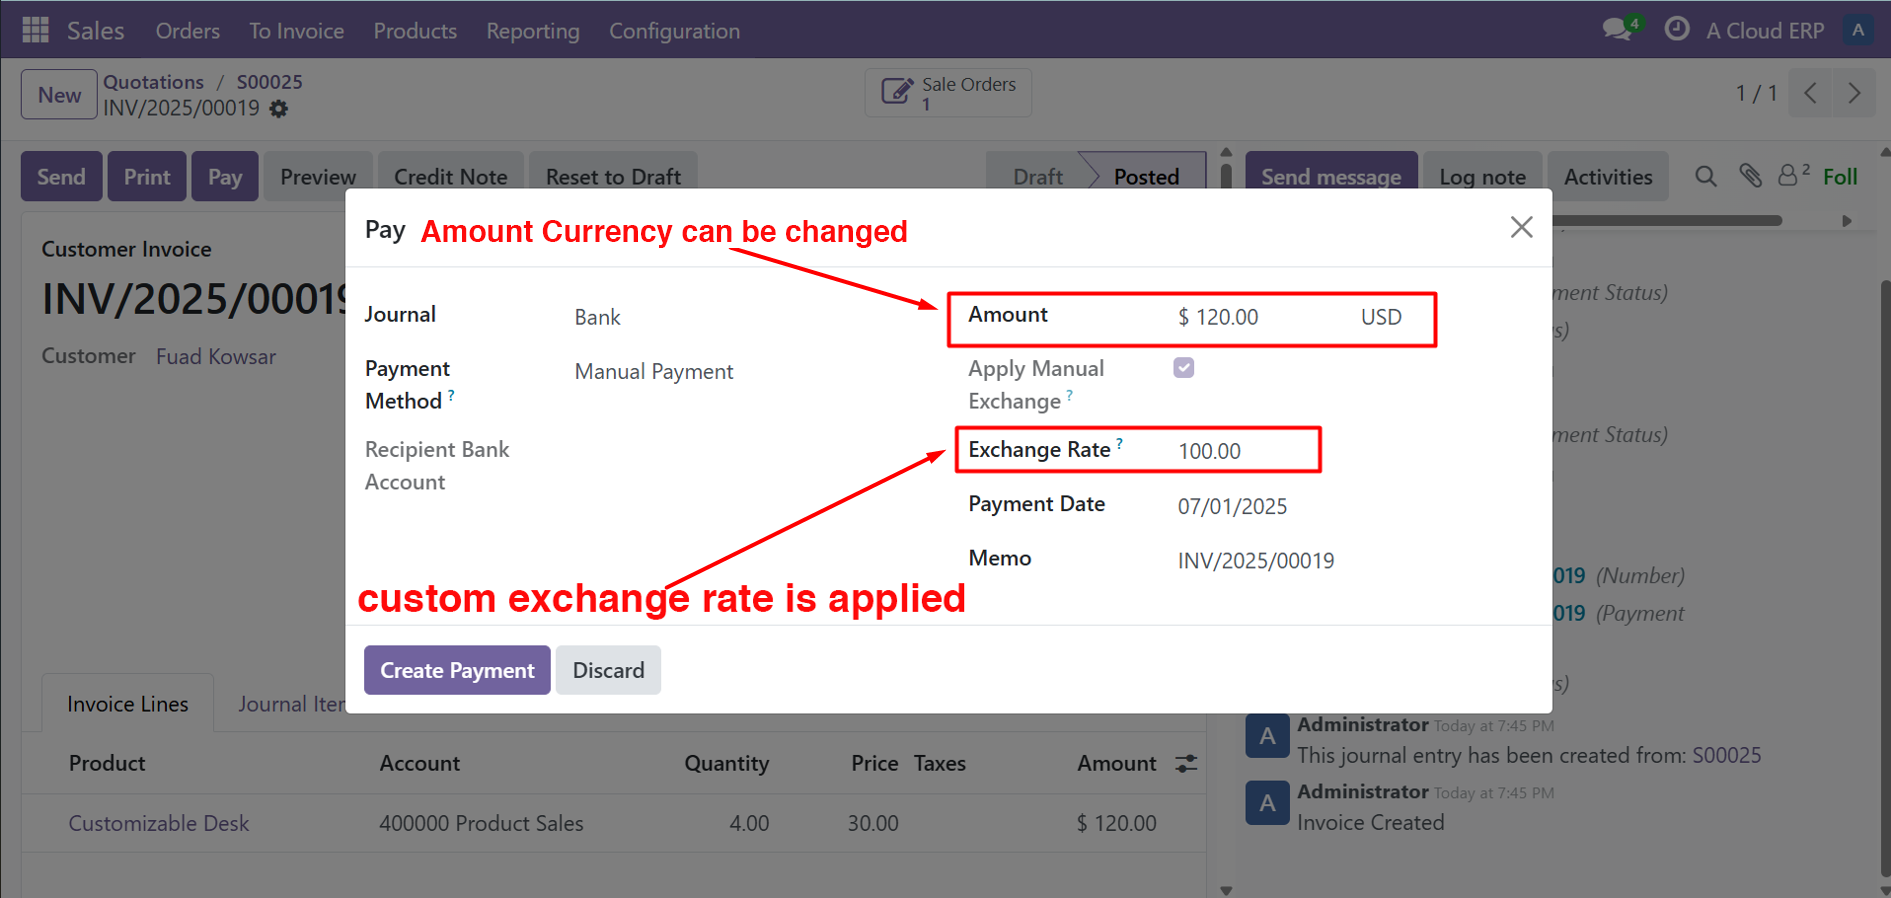 Sales Orders To Invoice Products Reporting Configuration 4 A Cloud ERP A
New Quotations / S00025
INV/2025/00019
Sale Orders
1
1 / 1
Send Print Pay Preview Credit Note Reset to Draft Draft Posted
Send message Log note Activities 2 Foll
Customer Invoice
INV/2025/00019
Customer Fuad Kowsar
Pay Amount Currency can be changed
Journal Bank
Payment Method ? Manual Payment
Recipient Bank
Account
Amount $ 120.00 USD
Apply Manual
Exchange ?
Exchange Rate ? 100.00
Payment Date 07/01/2025
Memo INV/2025/00019
custom exchange rate is applied
Create Payment Discard
ment Status)
s)
ment Status)
019 (Number)
019 (Payment
s)
Invoice Lines Journal Iter
Product Account Quantity Price Taxes Amount
Customizable Desk 400000 Product Sales 4.00 30.00 $ 120.00
A Administrator Today at 7:45 PM
This journal entry has been created from: S00025
A Administrator Today at 7:45 PM
Invoice Created